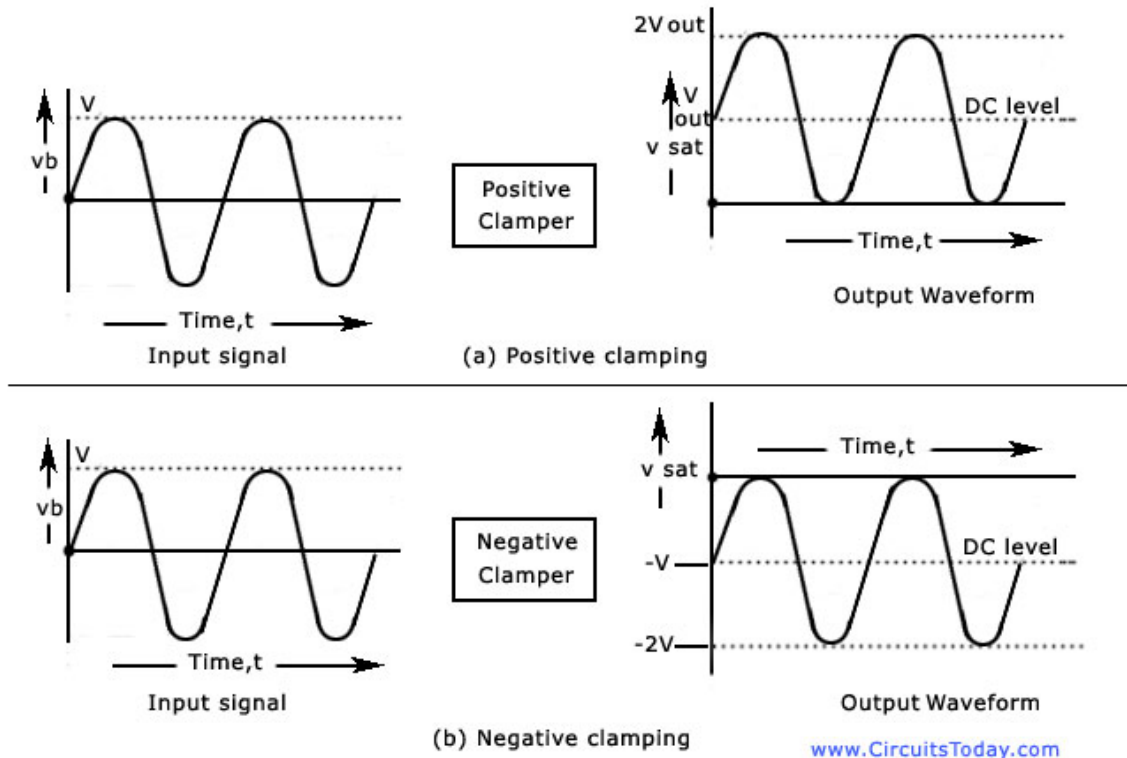 V
vb
Time,t
Input signal
Positive
Clamper
2V out
V
out
v sat
DC level
Time,t
Output Waveform
(a) Positive clamping
V
vb
Time,t
Input signal
Negative
Clamper
v sat
Time,t
-V
DC level
-2V
Output Waveform
(b) Negative clamping
www.CircuitsToday.com